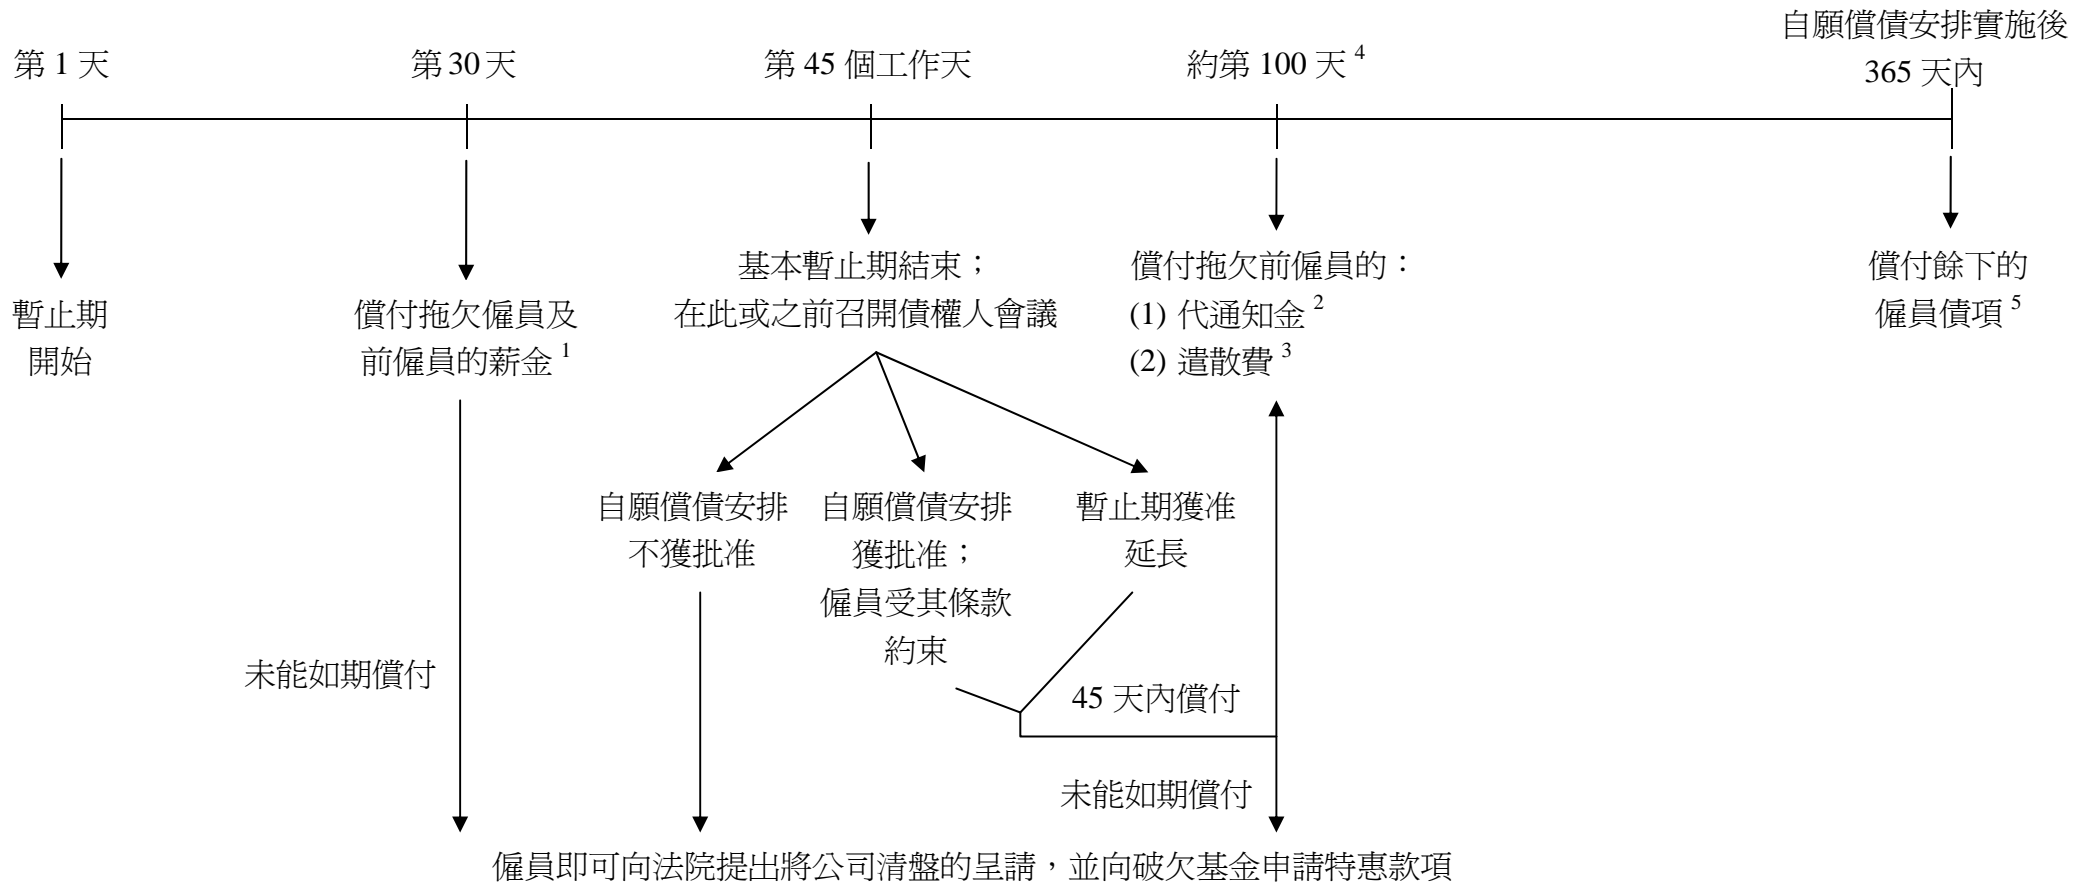 自願償債安排實施後
365 天內
第 1 天
第 30 天
第 45 個工作天
約第 100 天 4
暫止期
開始
償付拖欠僱員及
前僱員的薪金 1
基本暫止期結束；
在此或之前召開債權人會議
償付拖欠前僱員的：
(1) 代通知金 2
(2) 遣散費 3
償付餘下的
僱員債項 5
自願償債安排
不獲批准
自願償債安排
獲批准；
僱員受其條款
約束
暫止期獲准
延長
未能如期償付
45 天內償付
未能如期償付
僱員即可向法院提出將公司清盤的呈請，並向破欠基金申請特惠款項